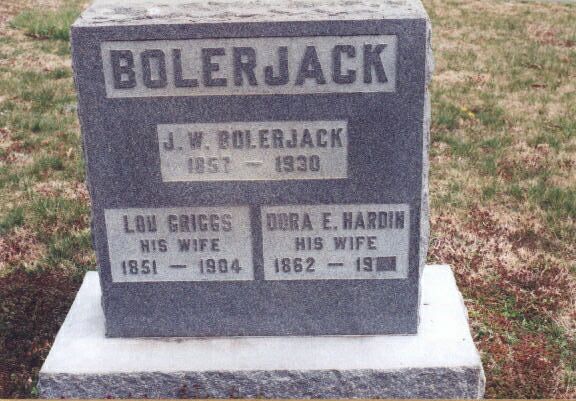 BOLERJACK
J. W. BOLERJACK
1857 — 1930
LOU GRIGGS
HIS WIFE
1851 — 1904
DORA E. HARDIN
HIS WIFE
1862 — 19